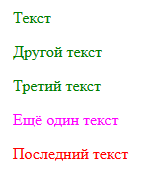 Текст
Другой текст
Третий текст
Ещё один текст
Последний текст